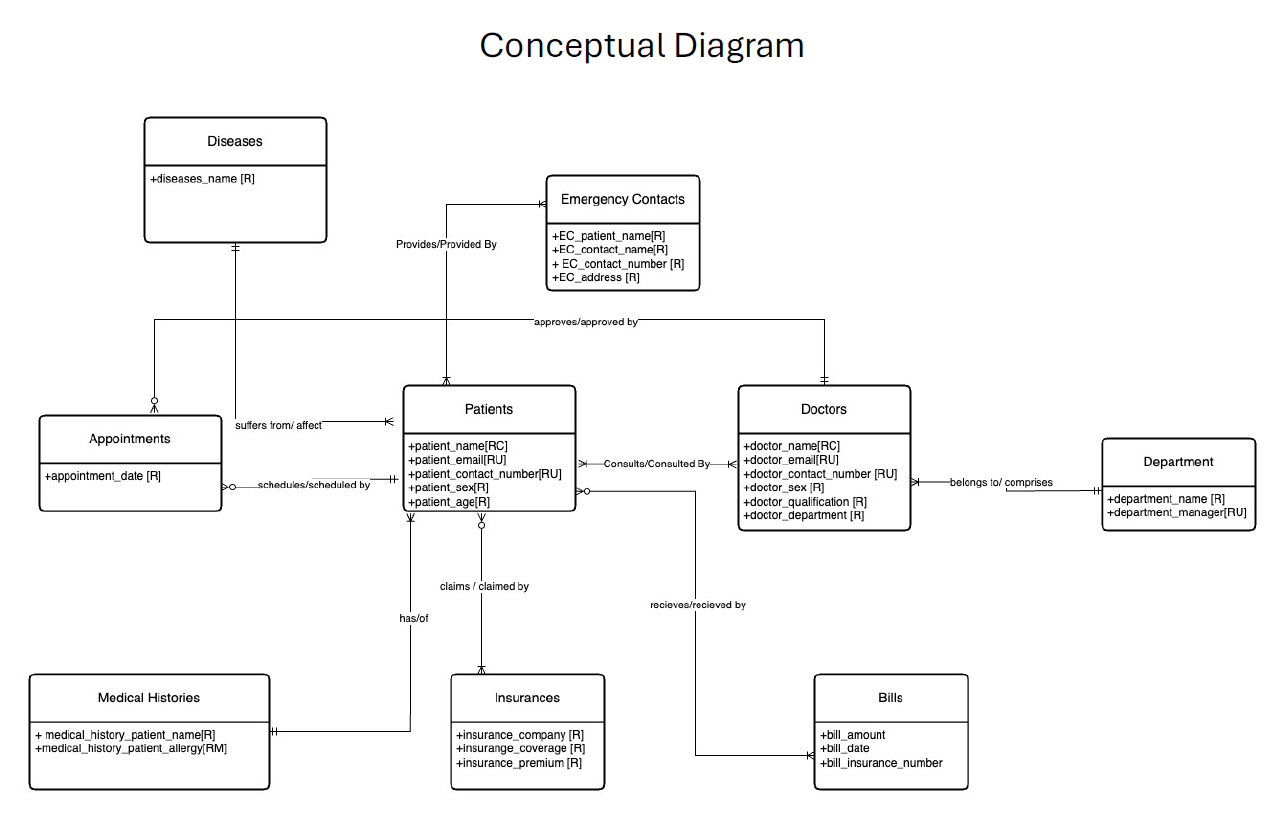 Conceptual Diagram
Diseases
+diseases_name [R]
Emergency Contacts
+EC_patient_name[R]
+EC_contact_name[R]
+ EC_contact_number [R]
+EC_address [R]
Provides/Provided By
approves/approved by
Appointments
+appointment_date [R]
suffers from/ affect
schedules/scheduled by
Patients
+patient_name[RC]
+patient_email[RU]
+patient_contact_number[RU]
+patient_sex[R]
+patient_age[R]
Consults/Consulted By
Doctors
+doctor_name[RC]
+doctor_email[RU]
+doctor_contact_number [RU]
+doctor_sex [R]
+doctor_qualification [R]
+doctor_department [R]
belongs to/ comprises
Department
+department_name [R]
+department_manager[RU]
claims / claimed by
has/of
recieves/recieved by
Medical Histories
+ medical_history_patient_name[R]
+medical_history_patient_allergy[RM]
Insurances
+insurance_company [R]
+insurange_coverage [R]
+insurance_premium [R]
Bills
+bill_amount
+bill_date
+bill_insurance_number